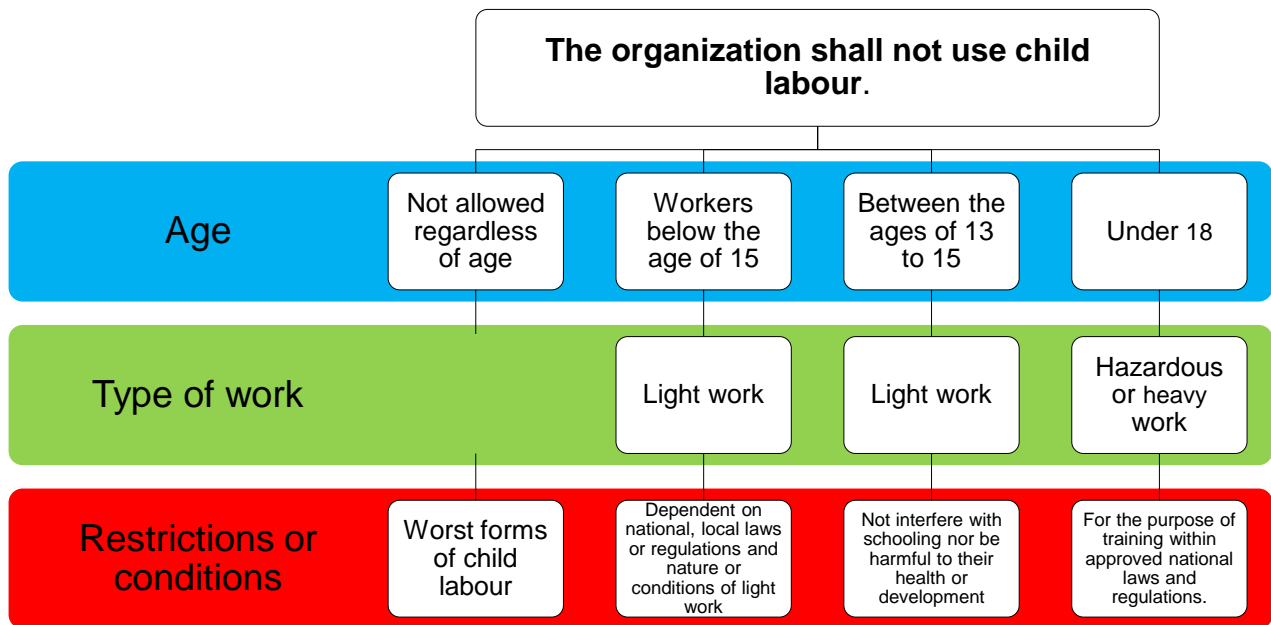 The organization shall not use child
labour.
Age
Not allowed
regardless
of age
Workers
below the
age of 15
Between the
ages of 13
to 15
Under 18
Type of work
Light work
Light work
Hazardous
or heavy
work
Restrictions or
conditions
Worst forms
of child
labour
Dependent on
national, local laws
or regulations and
nature or
conditions of light
work
Not interfere with
schooling nor be
harmful to their
health or
development
For the purpose of
training within
approved national
laws and
regulations.